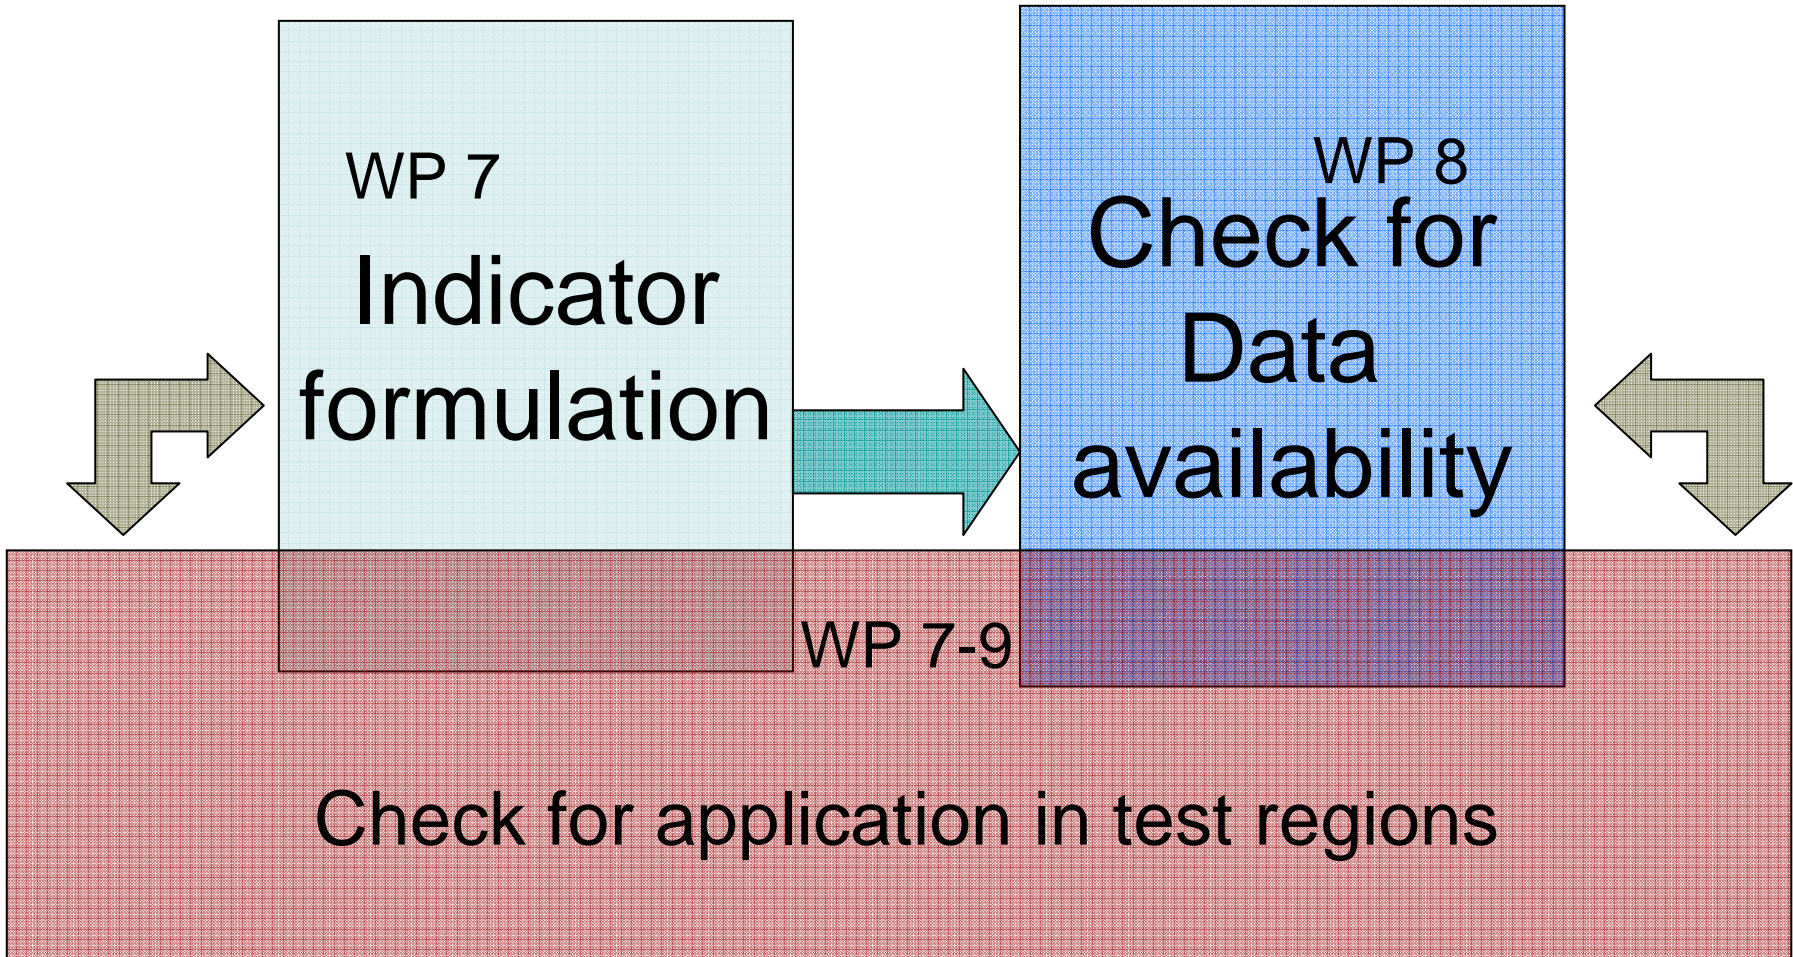 WP 7
Indicator
formulation
WP 8
Check for
Data
availability
WP 7-9
Check for application in test regions